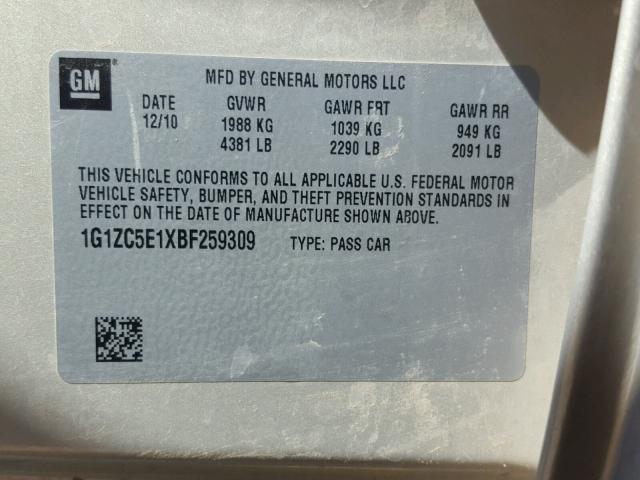 GM ® MFD BY GENERAL MOTORS LLC
DATE GVWR GAWR FRT GAWR RR
12/10 1988 KG 1039 KG 949 KG
4381 LB 2290 LB 2091 LB
THIS VEHICLE CONFORMS TO ALL APPLICABLE U.S. FEDERAL MOTOR
VEHICLE SAFETY, BUMPER, AND THEFT PREVENTION STANDARDS IN
EFFECT ON THE DATE OF MANUFACTURE SHOWN ABOVE.
1G1ZC5E1XBF259309 TYPE: PASS CAR